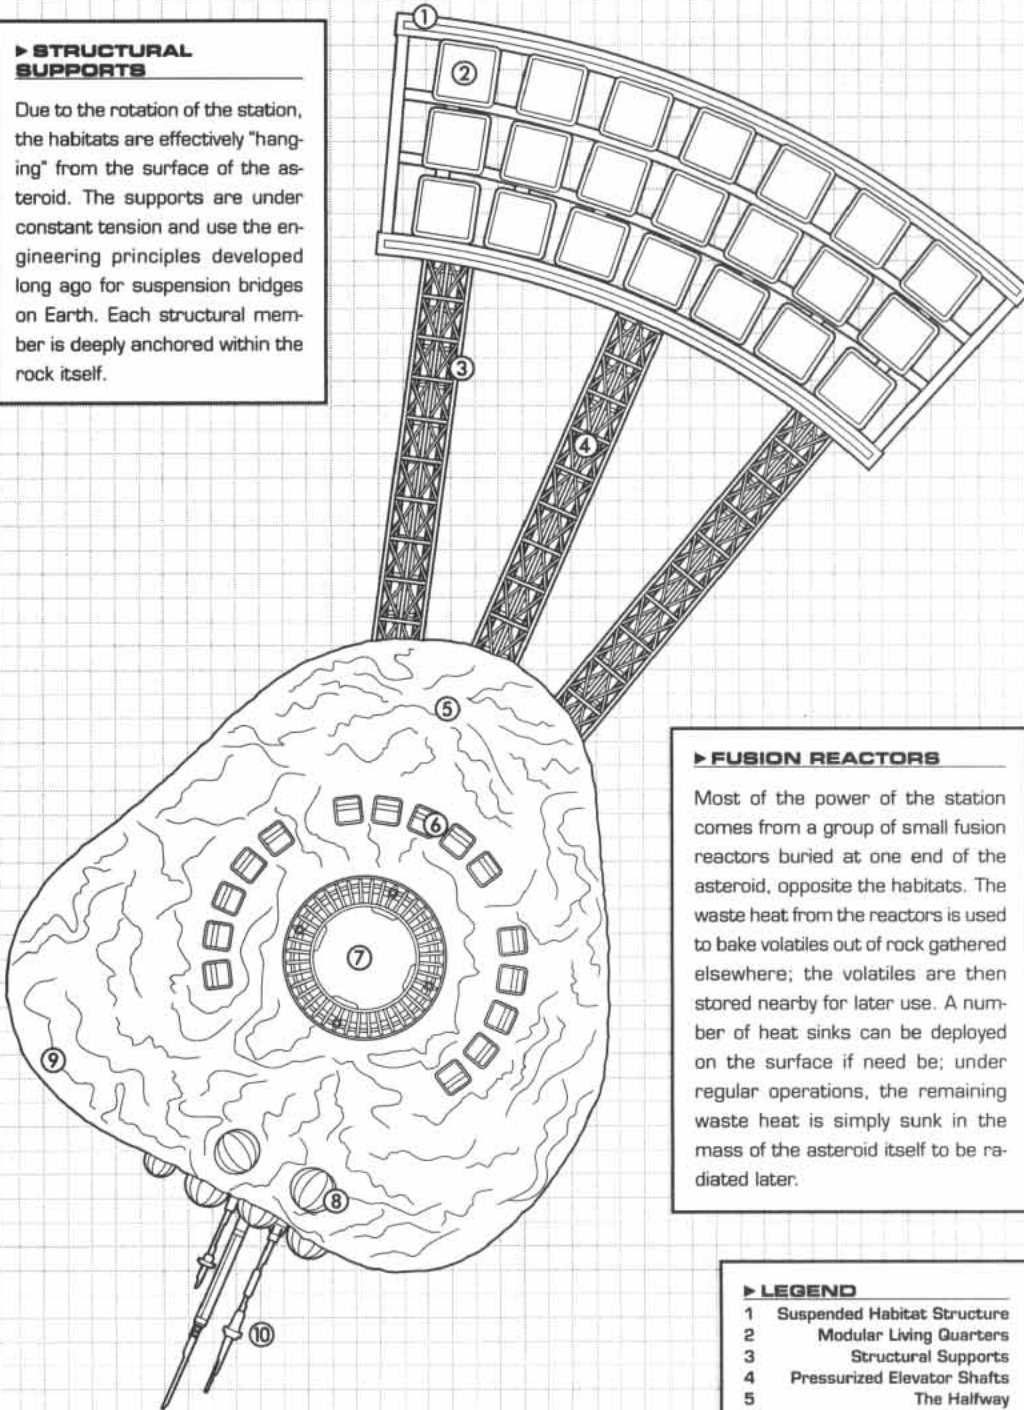 ①
▶ STRUCTURAL
SUPPORTS
Due to the rotation of the station,
the habitats are effectively "hang-
ing" from the surface of the as-
teroid. The supports are under
constant tension and use the en-
gineering principles developed
long ago for suspension bridges
on Earth. Each structural mem-
ber is deeply anchored within the
rock itself.
②
③
④
⑤
⑥
⑦
⑧
⑨
⑩
▶ FUSION REACTORS
Most of the power of the station
comes from a group of small fusion
reactors buried at one end of the
asteroid, opposite the habitats. The
waste heat from the reactors is used
to bake volatiles out of rock gathered
elsewhere; the volatiles are then
stored nearby for later use. A num-
ber of heat sinks can be deployed
on the surface if need be; under
regular operations, the remaining
waste heat is simply sunk in the
mass of the asteroid itself to be ra-
diated later.
▶ LEGEND
1 Suspended Habitat Structure
2 Modular Living Quarters
3 Structural Supports
4 Pressurized Elevator Shafts
5 The Halfway